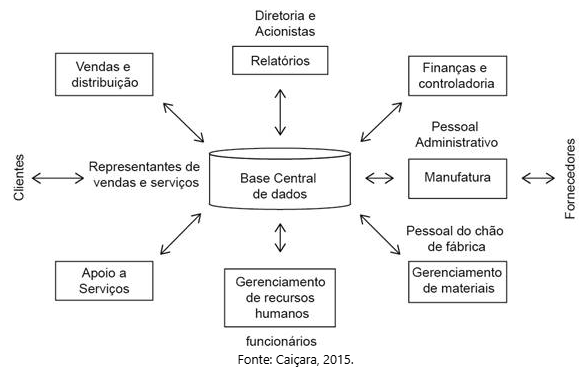 Diretoria e
Acionistas
Relatórios
Vendas e
distribuição
Finanças e
controladoria
Pessoal
Administrativo
Clientes
Representantes de
vendas e serviços
Base Central
de dados
Manufatura
Fornecedores
Pessoal do chão
de fábrica
Apoio a
Serviços
Gerenciamento
de recursos
humanos
Gerenciamento
de materiais
funcionários
Fonte: Caiçara, 2015.